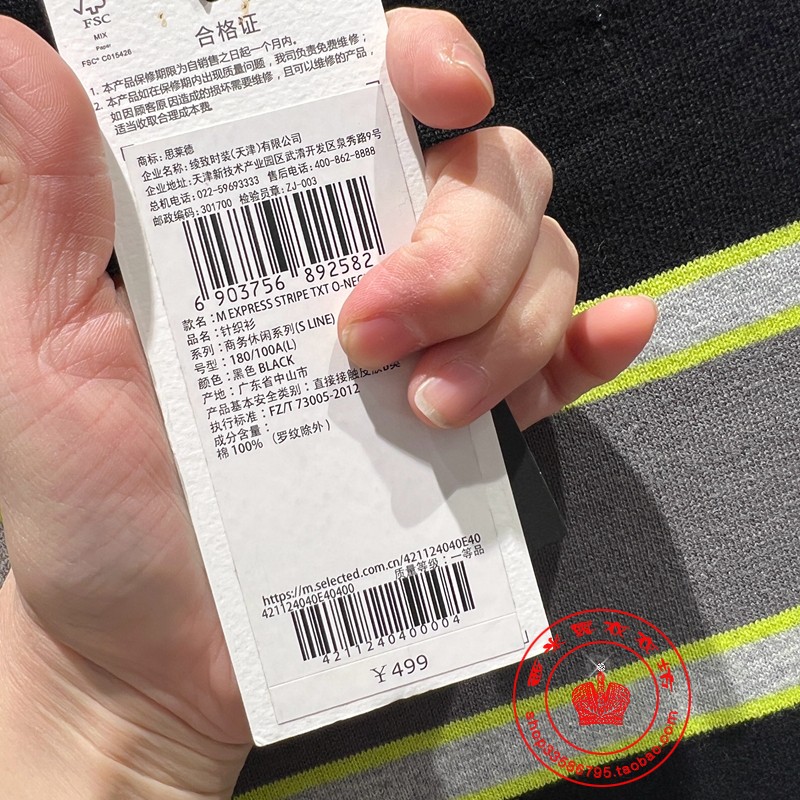 FSC
MIX
Paper
FSC® C015426
合格证
1. 本产品保修期限为自销售之日起一个月内。
2. 本产品如在保修期内出现质量问题，我司负责免费维修；
如因顾客原因造成的损坏需要维修，且可以维修的产品，
适当收取合理成本费。
商标：思莱德
企业名称：绫致时装(天津)有限公司
企业地址：天津新技术产业园区武清开发区泉秀路9号
总机电话：022-59693333 售后电话：400-862-8888
邮政编码：301700 检验员章：ZJ-003
6 903756 892582
款名：M EXPRESS STRIPE TXT O-NEC
品名：针织衫
系列：商务休闲系列(S LINE)
号型：180/100A(L)
颜色：黑色 BLACK
产地：广东省中山市
产品基本安全类别：直接接触皮肤B类
执行标准：FZ/T 73005-2012
成分含量：
棉 100%（罗纹除外）
https://m.selected.com.cn/421124040E40
421124040E40400 质量等级：一等品
4211240400004
￥499
shop33596795.taobao.com